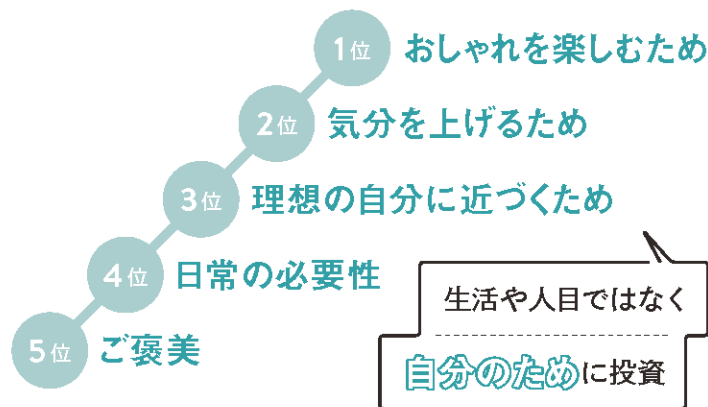 1位 おしゃれを楽しむため
2位 気分を上げるため
3位 理想の自分に近づくため
4位 日常の必要性
5位 ご褒美
生活や人目ではなく
自分のために投資